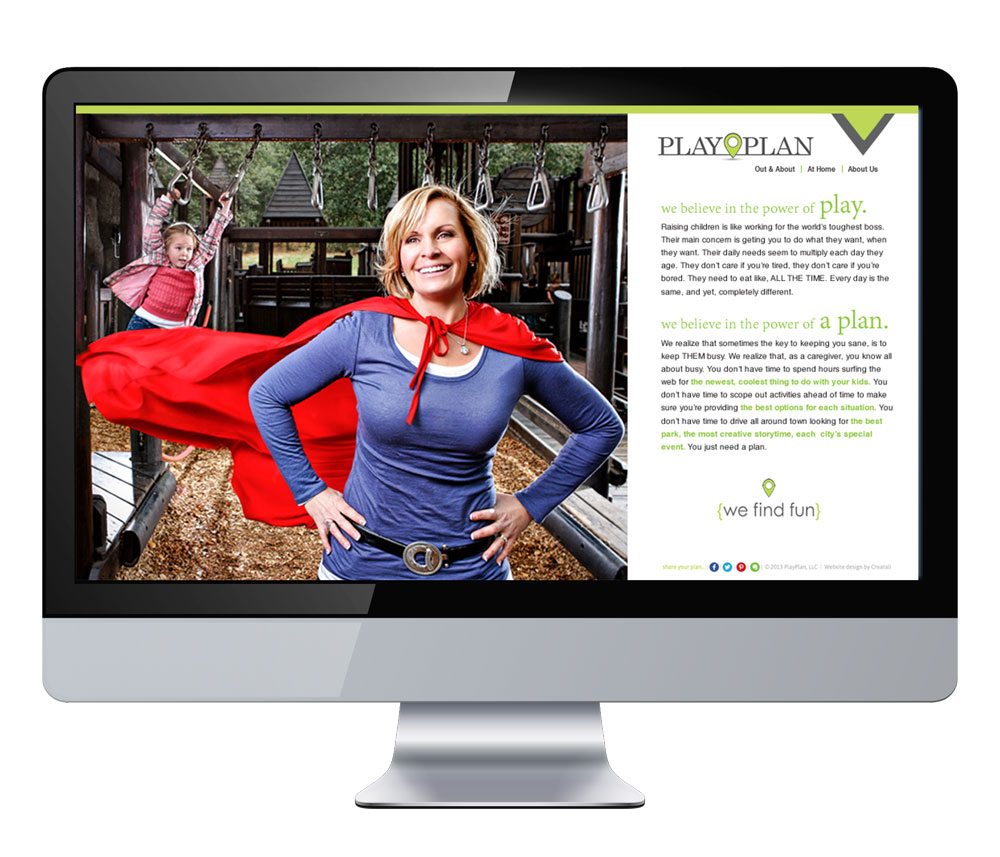 PLAY PLAN
Out & About | At Home | About Us
we believe in the power of play.
Raising children is like working for the world's toughest boss.
Their main concern is geting you to do what they want, when
they want. Their daily needs seem to multiply each day they
age. They don't care if you're tired, they don't care if you're
bored. They need to eat like, ALL THE TIME. Every day is the
same, and yet, completely different.
we believe in the power of a plan.
We realize that sometimes the key to keeping you sane, is to
keep THEM busy. We realize that, as a caregiver, you know all
about busy. You don't have time to spend hours surfing the
web for the newest, coolest thing to do with your kids. You
don't have time to scope out activities ahead of time to make
sure you're providing the best options for each situation. You
don't have time to drive all around town looking for the best
park, the most creative storytime, each city's special
event. You just need a plan.
{we find fun}
share your plan... | © 2013 PlayPlan, LLC | Website design by Creatali